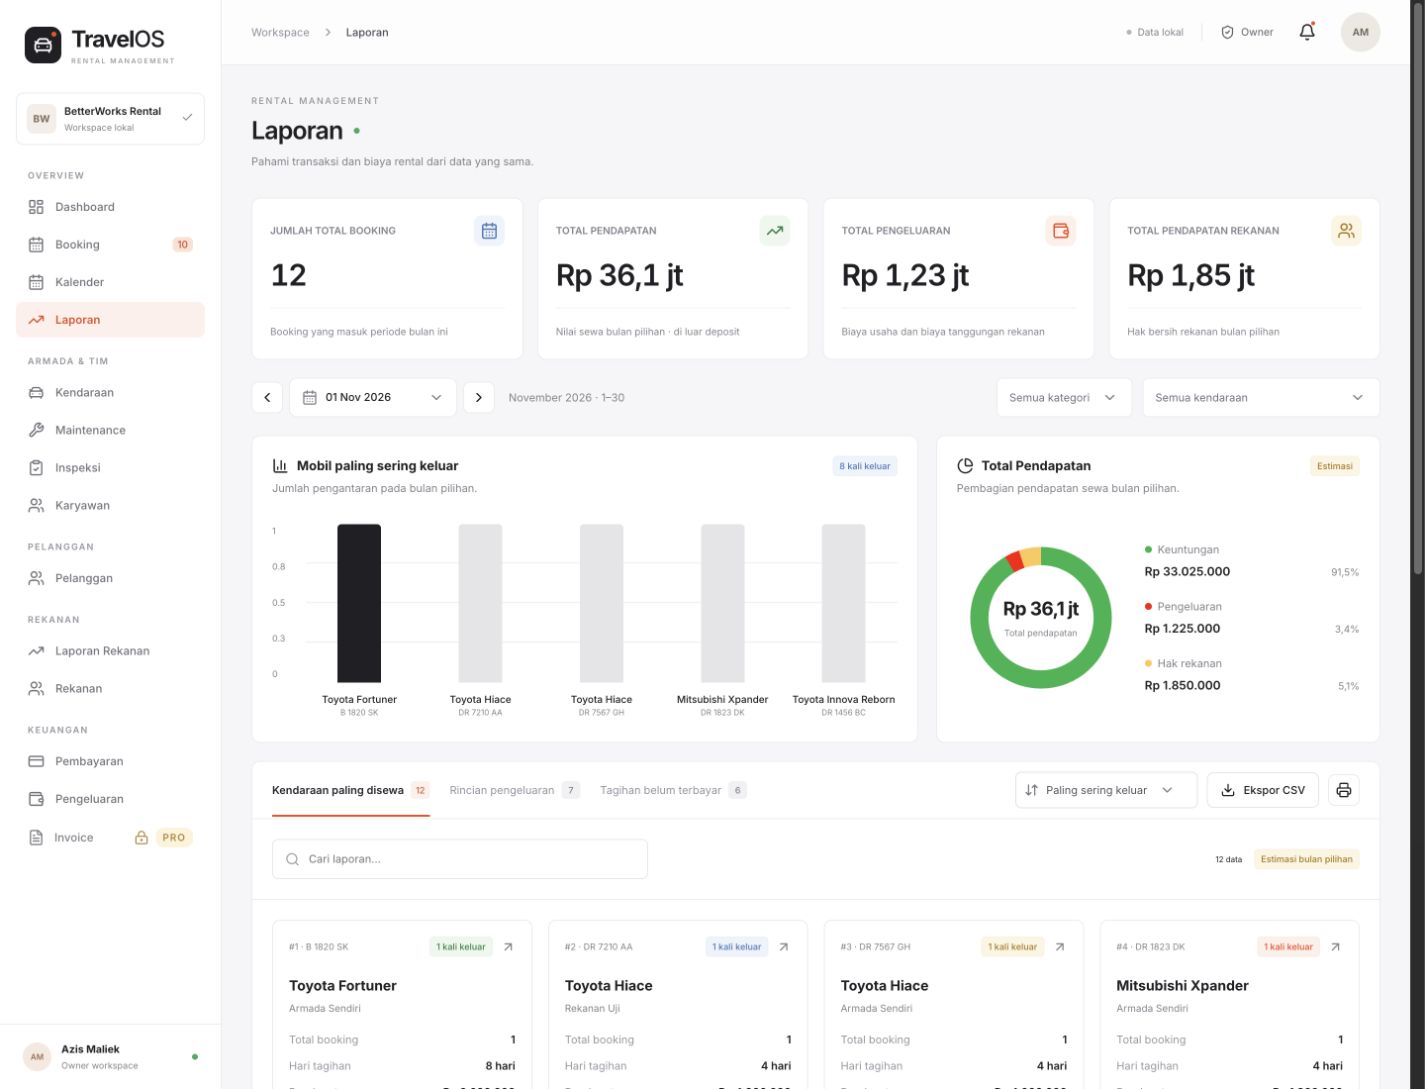 TravelOS
RENTAL MANAGEMENT
BW
BetterWorks Rental
Workspace lokal
OVERVIEW
Dashboard
Booking 10
Kalender
Laporan
ARMADA & TIM
Kendaraan
Maintenance
Inspeksi
Karyawan
PELANGGAN
Pelanggan
REKANAN
Laporan Rekanan
Rekanan
KEUANGAN
Pembayaran
Pengeluaran
Invoice PRO
AM
Azis Maliek
Owner workspace
Workspace > Laporan
Data lokal Owner AM
RENTAL MANAGEMENT
Laporan
Pahami transaksi dan biaya rental dari data yang sama.
JUMLAH TOTAL BOOKING
12
Booking yang masuk periode bulan ini
TOTAL PENDAPATAN
Rp 36,1 jt
Nilai sewa bulan pilihan · di luar deposit
TOTAL PENGELUARAN
Rp 1,23 jt
Biaya usaha dan biaya tanggungan rekanan
TOTAL PENDAPATAN REKANAN
Rp 1,85 jt
Hak bersih rekanan bulan pilihan
01 Nov 2026
November 2026 · 1–30
Semua kategori
Semua kendaraan
Mobil paling sering keluar
8 kali keluar
Jumlah pengantaran pada bulan pilihan.
1
0.8
0.5
0.3
0
Toyota Fortuner
B 1820 SK
Toyota Hiace
DR 7210 AA
Toyota Hiace
DR 7567 GH
Mitsubishi Xpander
DR 1823 DK
Toyota Innova Reborn
DR 1456 BC
Total Pendapatan
Estimasi
Pembagian pendapatan sewa bulan pilihan.
Rp 36,1 jt
Total pendapatan
Keuntungan
Rp 33.025.000 91,5%
Pengeluaran
Rp 1.225.000 3,4%
Hak rekanan
Rp 1.850.000 5,1%
Kendaraan paling disewa 12
Rincian pengeluaran 7
Tagihan belum terbayar 6
Paling sering keluar
Ekspor CSV
Cari laporan...
12 data
Estimasi bulan pilihan
#1 · B 1820 SK
1 kali keluar
Toyota Fortuner
Armada Sendiri
Total booking 1
Hari tagihan 8 hari
#2 · DR 7210 AA
1 kali keluar
Toyota Hiace
Rekanan Uji
Total booking 1
Hari tagihan 4 hari
#3 · DR 7567 GH
1 kali keluar
Toyota Hiace
Armada Sendiri
Total booking 1
Hari tagihan 4 hari
#4 · DR 1823 DK
1 kali keluar
Mitsubishi Xpander
Armada Sendiri
Total booking 1
Hari tagihan 4 hari